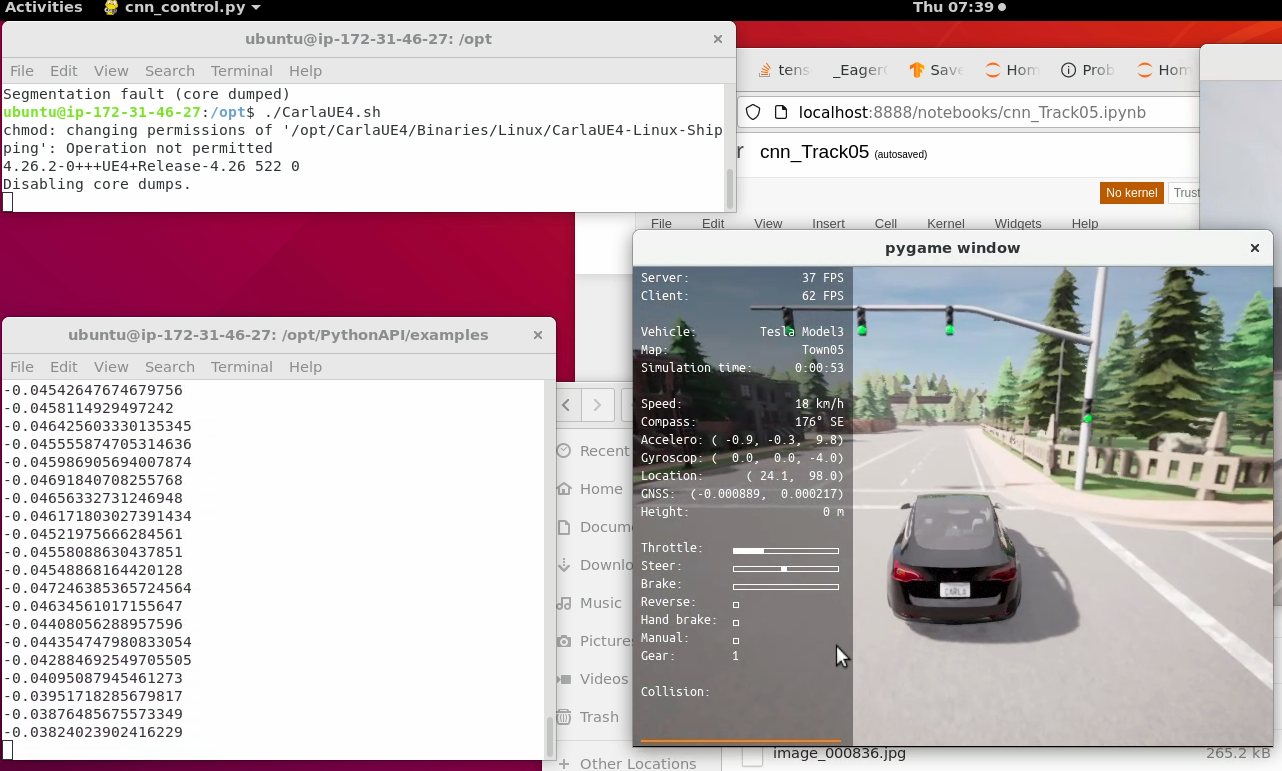 Activities cnn_control.py Thu 07:39
ubuntu@ip-172-31-46-27: /opt
File Edit View Search Terminal Help
Segmentation fault (core dumped)
ubuntu@ip-172-31-46-27:/opt$ ./CarlaUE4.sh
chmod: changing permissions of '/opt/CarlaUE4/Binaries/Linux/CarlaUE4-Linux-Ship
ping': Operation not permitted
4.26.2-0+++UE4+Release-4.26 522 0
Disabling core dumps.
tens _Eager Save Hom Prob Hom
localhost:8888/notebooks/cnn_Track05.ipynb
r cnn_Track05 (autosaved)
No kernel Trust
File Edit View Insert Cell Kernel Widgets Help
ubuntu@ip-172-31-46-27: /opt/PythonAPI/examples
File Edit View Search Terminal Help
-0.04542647674679756
-0.0458114929497242
-0.0464256033301353​45
-0.045555874705314636
-0.045986905694007874
-0.04691840708255768
-0.04656332731246948
-0.046171803027391434
-0.04521975666284561
-0.04558088630437851
-0.04548868164420128
-0.0472463853657245​64
-0.04634561017155647
-0.04408056288957596
-0.044354747980833054
-0.042884692549705505
-0.04095087945461273
-0.03951718285679817
-0.03876485675573349
-0.03824023902416229
Recent
Home
Docum
Downlo
Music
Pictures
Videos
Trash
Other Locations
pygame window
Server: 37 FPS
Client: 62 FPS
Vehicle: Tesla Model3
Map: Town05
Simulation time: 0:00:53
Speed: 18 km/h
Compass: 176° SE
Accelero: ( -0.9, -0.3, 9.8)
Gyroscop: ( 0.0, 0.0, -4.0)
Location: ( 24.1, 98.0)
GNSS: (-0.000889, 0.000217)
Height: 0 m
Throttle:
Steer:
Brake:
Reverse:
Hand brake:
Manual:
Gear: 1
Collision:
CARLA
image_000836.jpg 265.2 kB